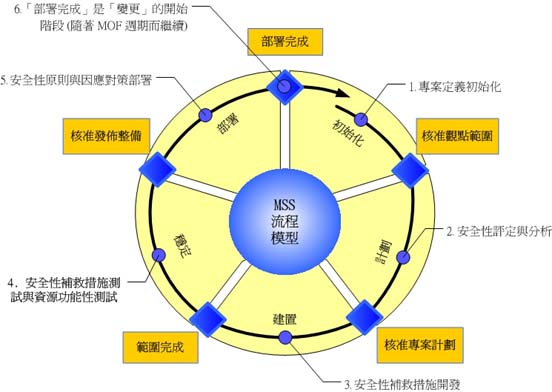 6.「部署完成」是「變更」的開始
階段 (隨著 MOF 週期而繼續)
部署完成
5. 安全性原則與因應對策部署
1. 專案定義初始化
部署
初始化
核准發佈整備
核准觀點範圍
MSS
流程
模型
2. 安全性評定與分析
穩定
計劃
4. 安全性補救措施測
試與資源功能性測試
建置
範圍完成
核准專案計劃
3. 安全性補救措施開發